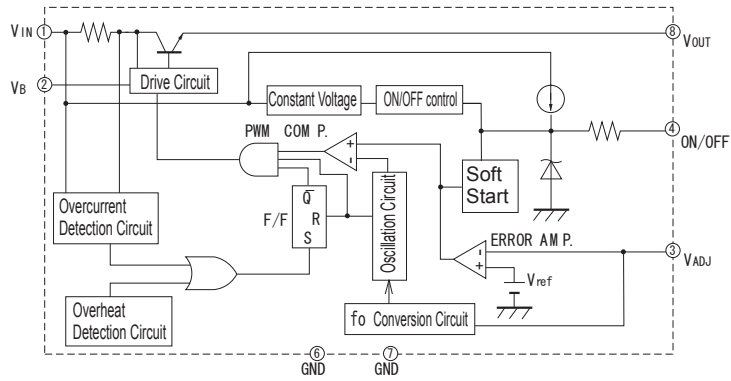 VIN ①
⑧ VOUT
VB ②
Drive Circuit
Constant Voltage
ON/OFF control
④ ON/OFF
PWM COMP.
+
-
Soft
Start
Q
F/F
R
S
Oscillation Circuit
Overcurrent
Detection Circuit
ERROR AMP.
-
+
③ VADJ
Vref
Overheat
Detection Circuit
fo Conversion Circuit
⑥
GND
⑦
GND